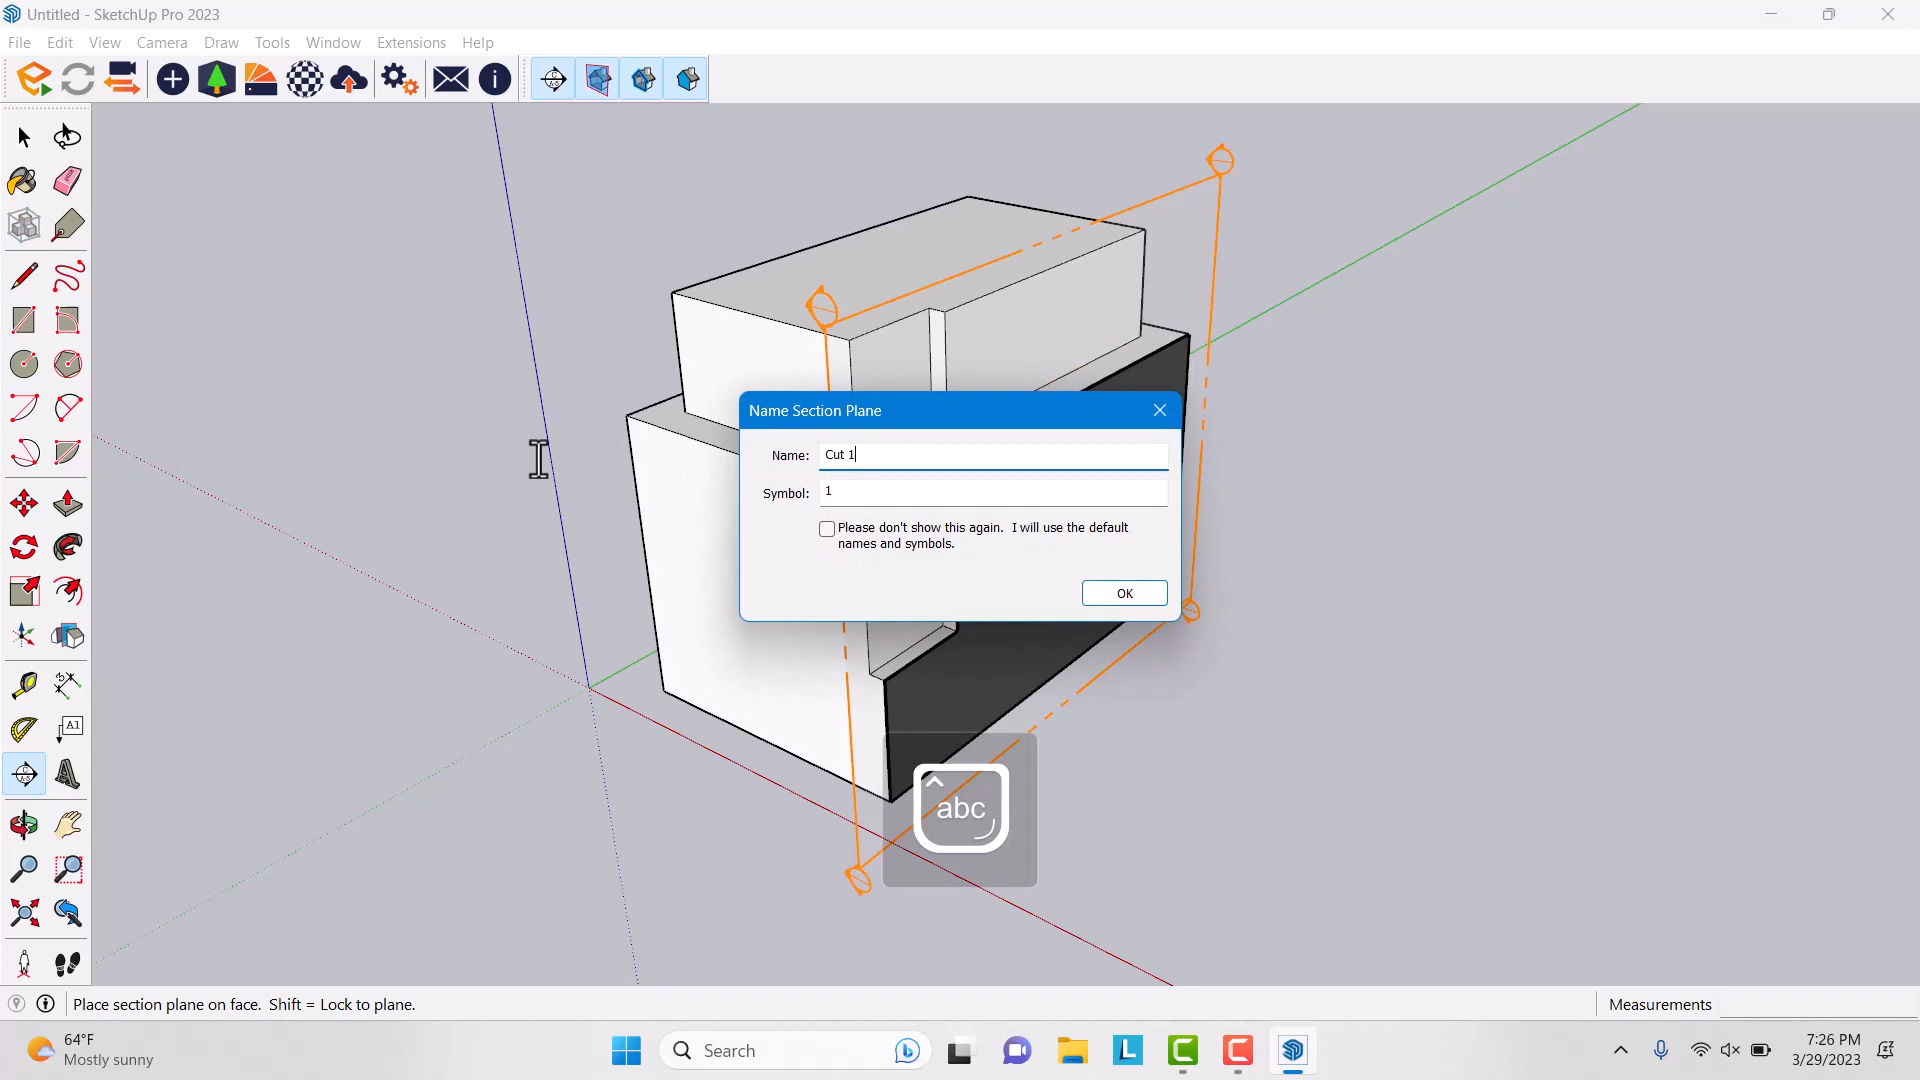 Untitled - SketchUp Pro 2023
File Edit View Camera Draw Tools Window Extensions Help
Name Section Plane
Name: Cut 1
Symbol: 1
Please don't show this again. I will use the default
names and symbols.
OK
abc
A1
Place section plane on face. Shift = Lock to plane.
Measurements
64°F
Mostly sunny
Search
7:26 PM
3/29/2023